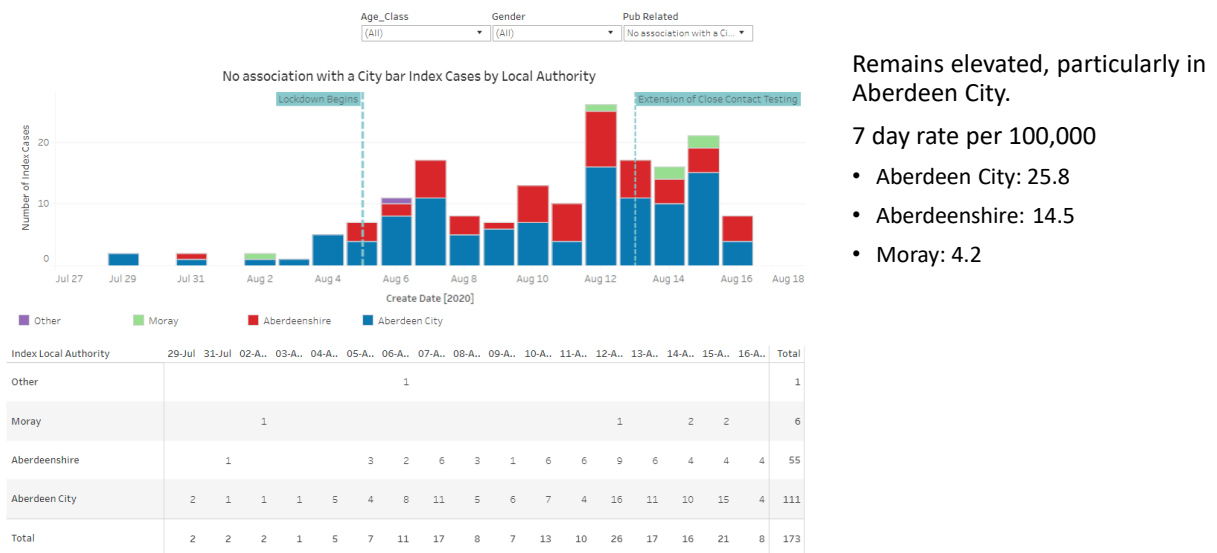 Age_Class Gender Pub Related
(All) (All) No association with a Ci...
No association with a City bar Index Cases by Local Authority
Lockdown Begins Extension of Close Contact Testing
Number of Index Cases
20
10
0
Jul 27 Jul 29 Jul 31 Aug 2 Aug 4 Aug 6 Aug 8 Aug 10 Aug 12 Aug 14 Aug 16 Aug 18
Create Date [2020]
Other Moray Aberdeenshire Aberdeen City
Index Local Authority 29-Jul 31-Jul 02-A.. 03-A.. 04-A.. 05-A.. 06-A.. 07-A.. 08-A.. 09-A.. 10-A.. 11-A.. 12-A.. 13-A.. 14-A.. 15-A.. 16-A.. Total
Other 1 1
Moray 1 1 2 2 6
Aberdeenshire 1 3 2 6 3 1 6 6 9 6 4 4 4 55
Aberdeen City 2 1 1 1 5 4 8 11 5 6 7 4 16 11 10 15 4 111
Total 2 2 2 1 5 7 11 17 8 7 13 10 26 17 16 21 8 173
Remains elevated, particularly in
Aberdeen City.
7 day rate per 100,000
• Aberdeen City: 25.8
• Aberdeenshire: 14.5
• Moray: 4.2